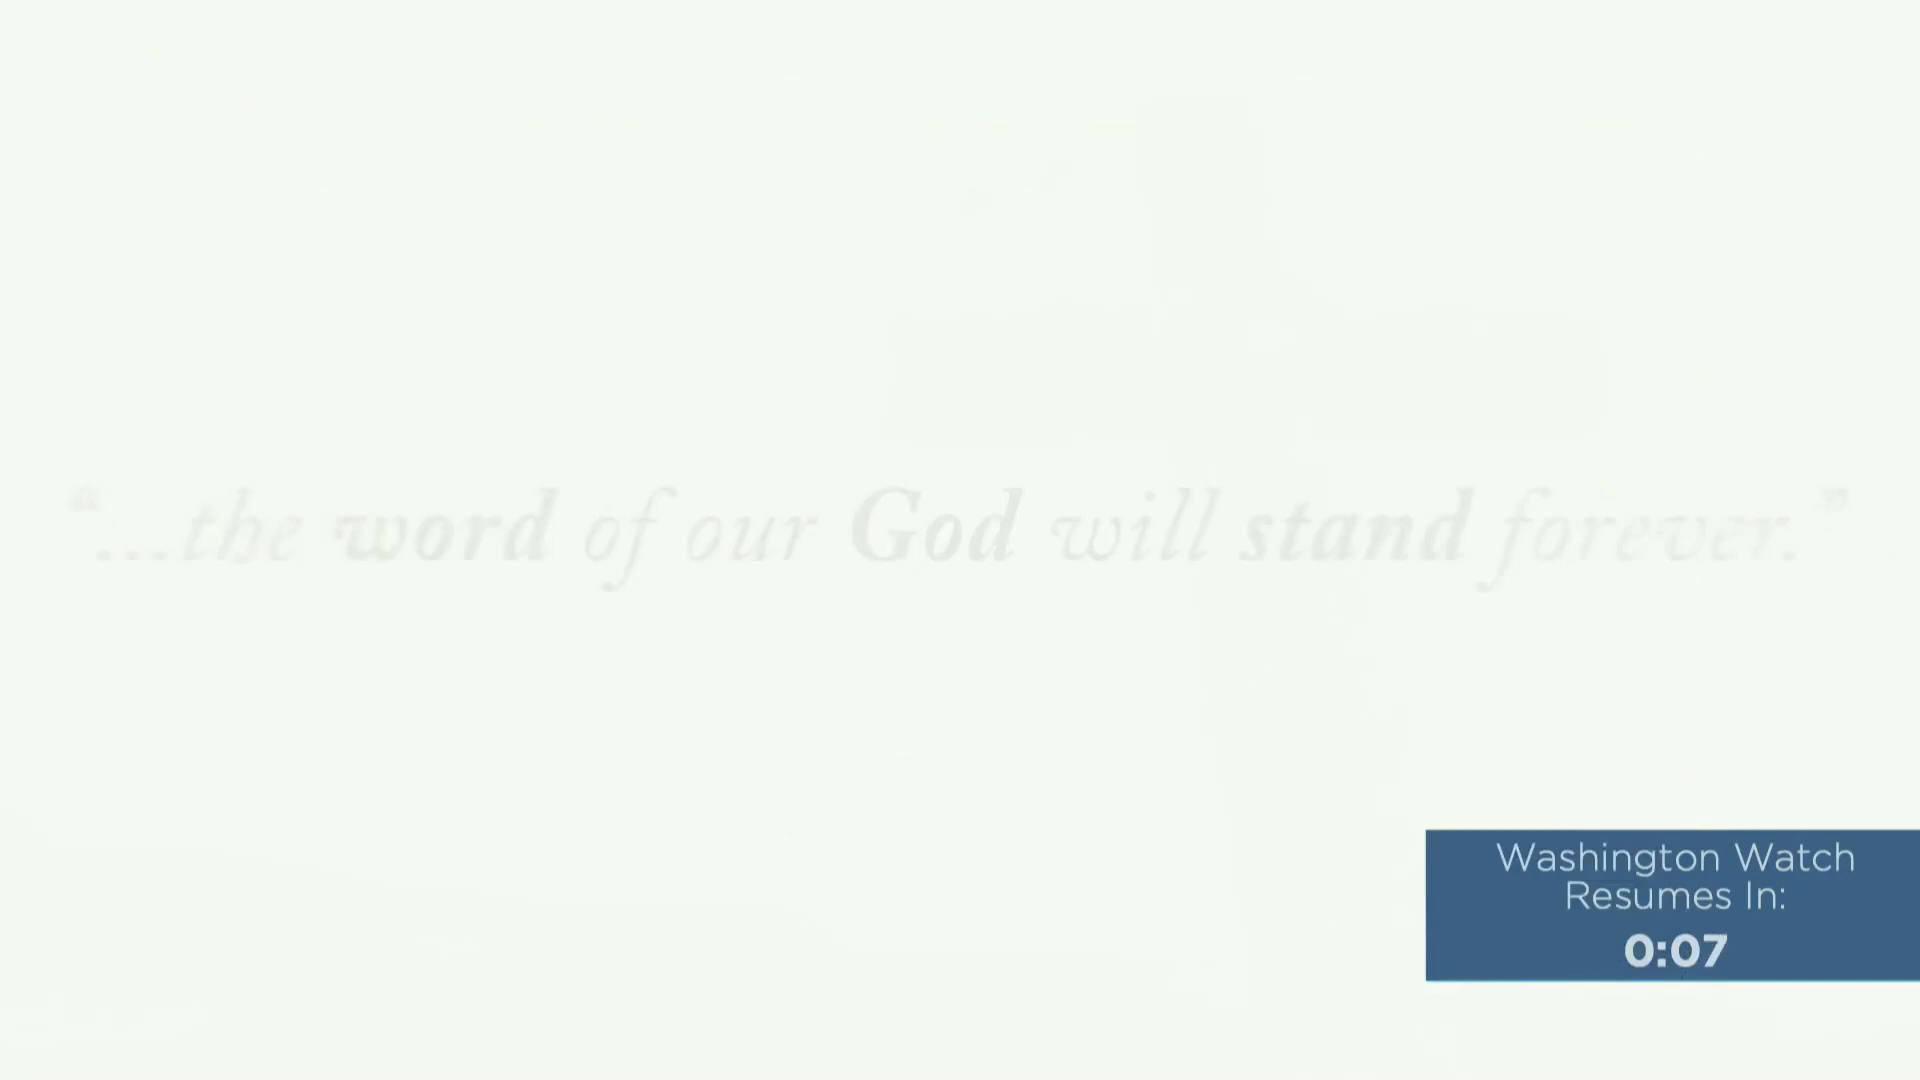 “...the word of our God will stand forever.”
Washington Watch
Resumes In:
0:07